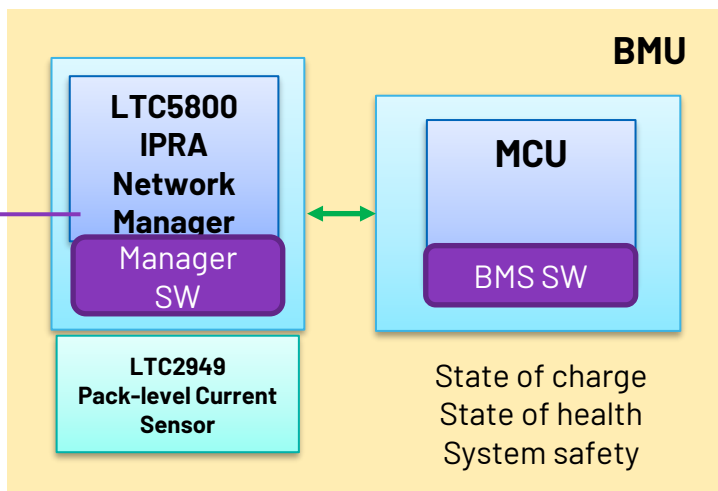 BMU
LTC5800
IPRA
Network
Manager
Manager
SW
MCU
BMS SW
LTC2949
Pack-level Current
Sensor
State of charge
State of health
System safety